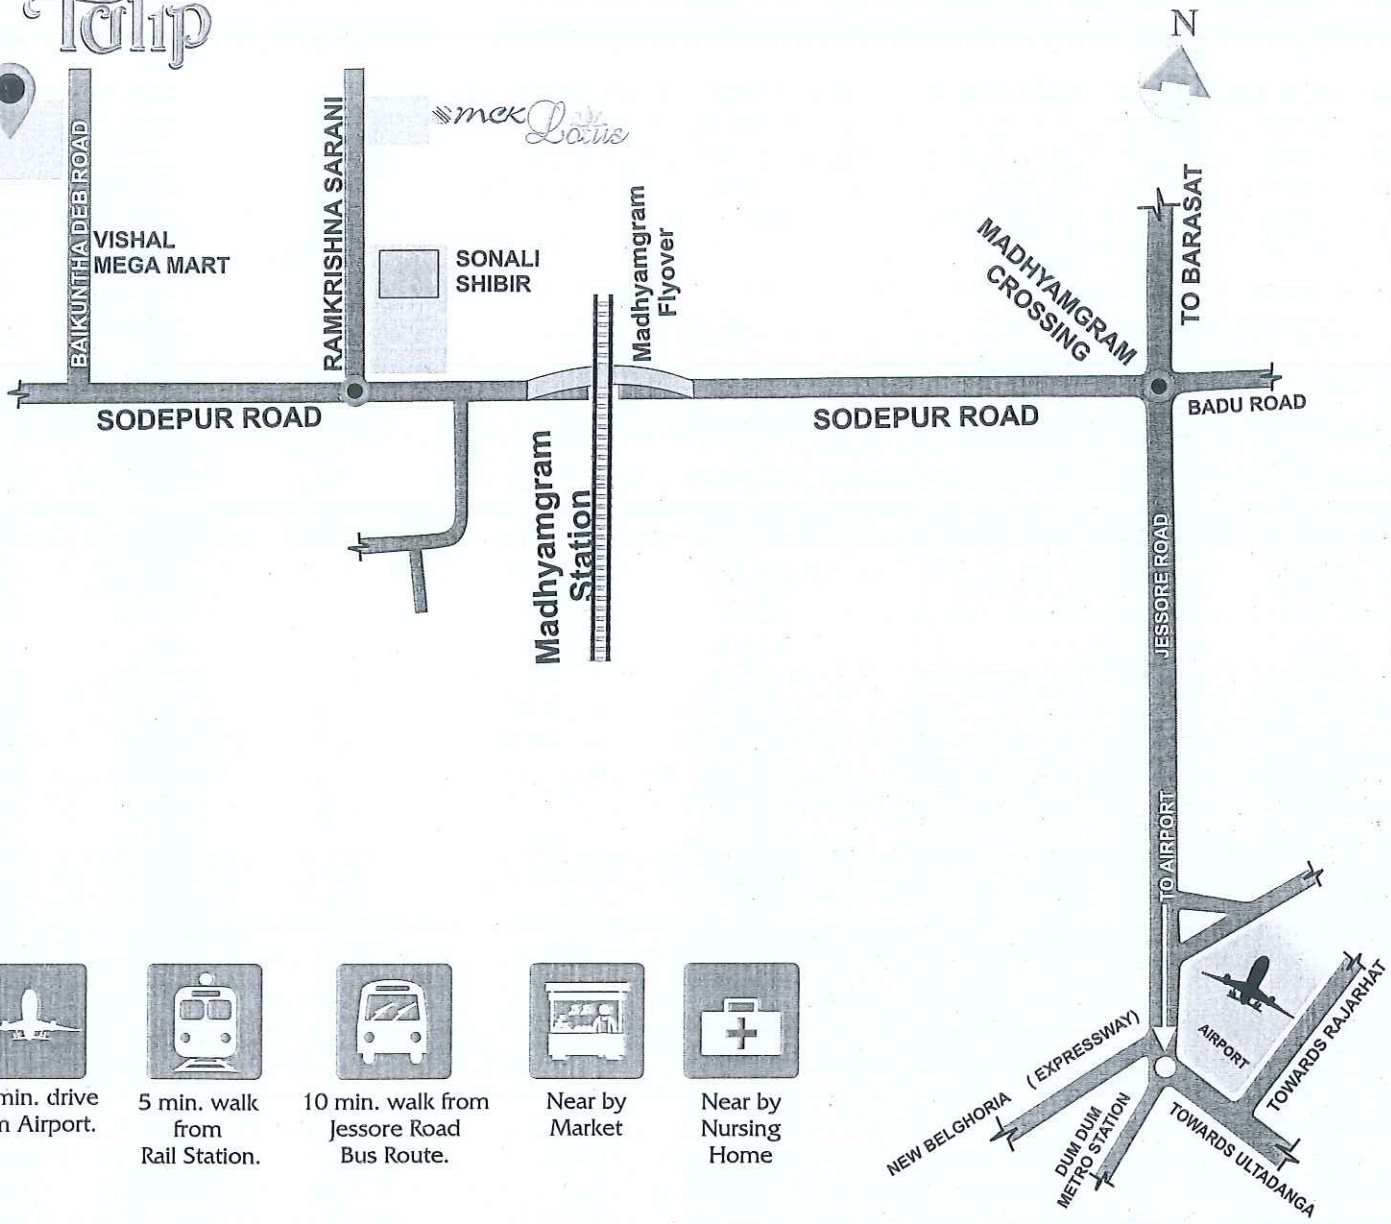 Tulip
N
BAIKUNTHA DEB ROAD
VISHAL
MEGA MART
RAMKRISHNA SARANI
mck Lotus
SONALI
SHIBIR
Madhyamgram
Flyover
MADHYAMGRAM
CROSSING
TO BARASAT
SODEPUR ROAD
SODEPUR ROAD
BADU ROAD
Madhyamgram
Station
JESSORE ROAD
TO AIRPORT
AIRPORT
TOWARDS RAJARHAT
NEW BELGHORIA (EXPRESSWAY)
DUM DUM
METRO STATION
TOWARDS ULTADANGA
min. drive
Airport.
5 min. walk
from
Rail Station.
10 min. walk from
Jessore Road
Bus Route.
Near by
Market
Near by
Nursing
Home